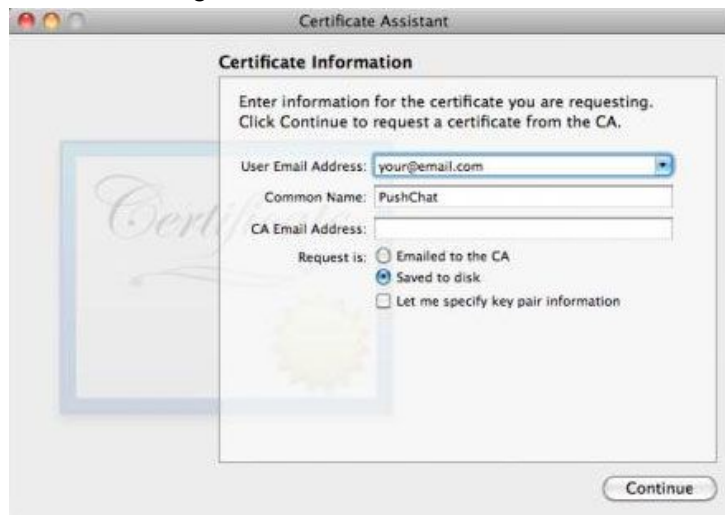 Certificate Assistant
Certificate Information
Enter information for the certificate you are requesting.
Click Continue to request a certificate from the CA.
User Email Address: your@email.com
Common Name: PushChat
CA Email Address:
Request is: Emailed to the CA
Saved to disk
Let me specify key pair information
Certificate
Continue